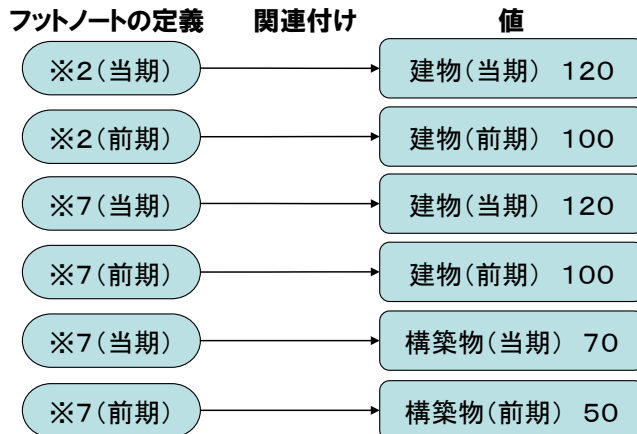 フットノートの定義 関連付け 値
※2(当期) 建物(当期) 120
※2(前期) 建物(前期) 100
※7(当期) 建物(当期) 120
※7(前期) 建物(前期) 100
※7(当期) 構築物(当期) 70
※7(前期) 構築物(前期) 50